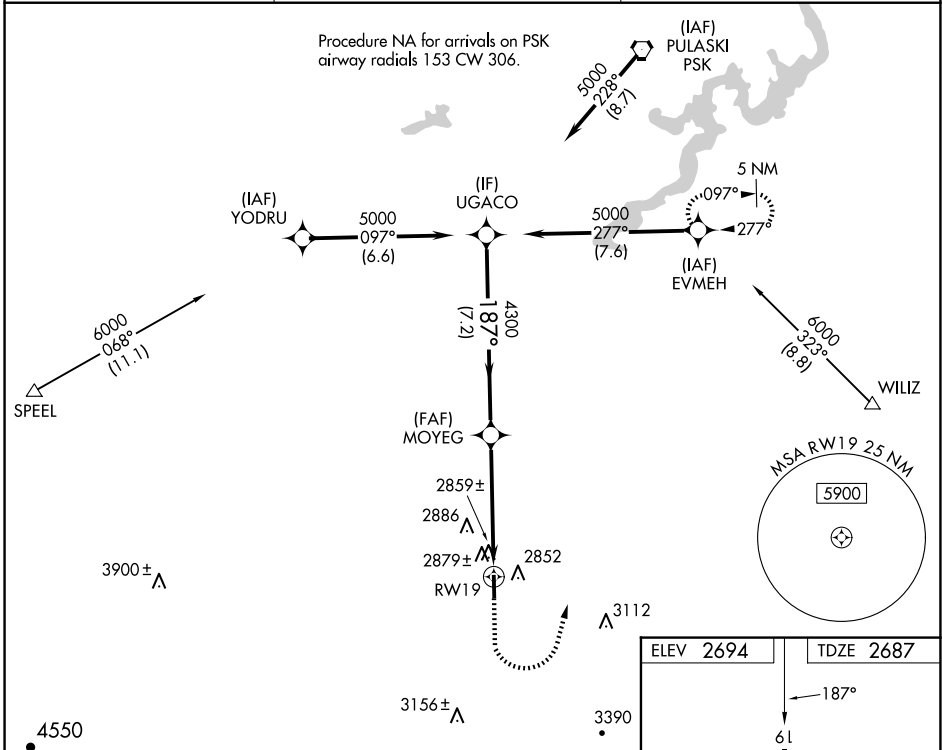 Procedure NA for arrivals on PSK
airway radials 153 CW 306.
(IAF)
PULASKI
PSK
5000
228°
(8.7)
5 NM
097°
277°
(IAF)
YODRU
5000
097°
(6.6)
(IF)
UGACO
5000
277°
(7.6)
(IAF)
EVMEH
4300
187°
(7.2)
6000
068°
(11.1)
SPEEL
6000
323°
(8.8)
WILIZ
(FAF)
MOYEG
MSA RW19 25 NM
5900
2859±
2886
2879±
2852
RW19
3900±
3112
3156±
3390
4550
ELEV 2694
TDZE 2687
187°
19